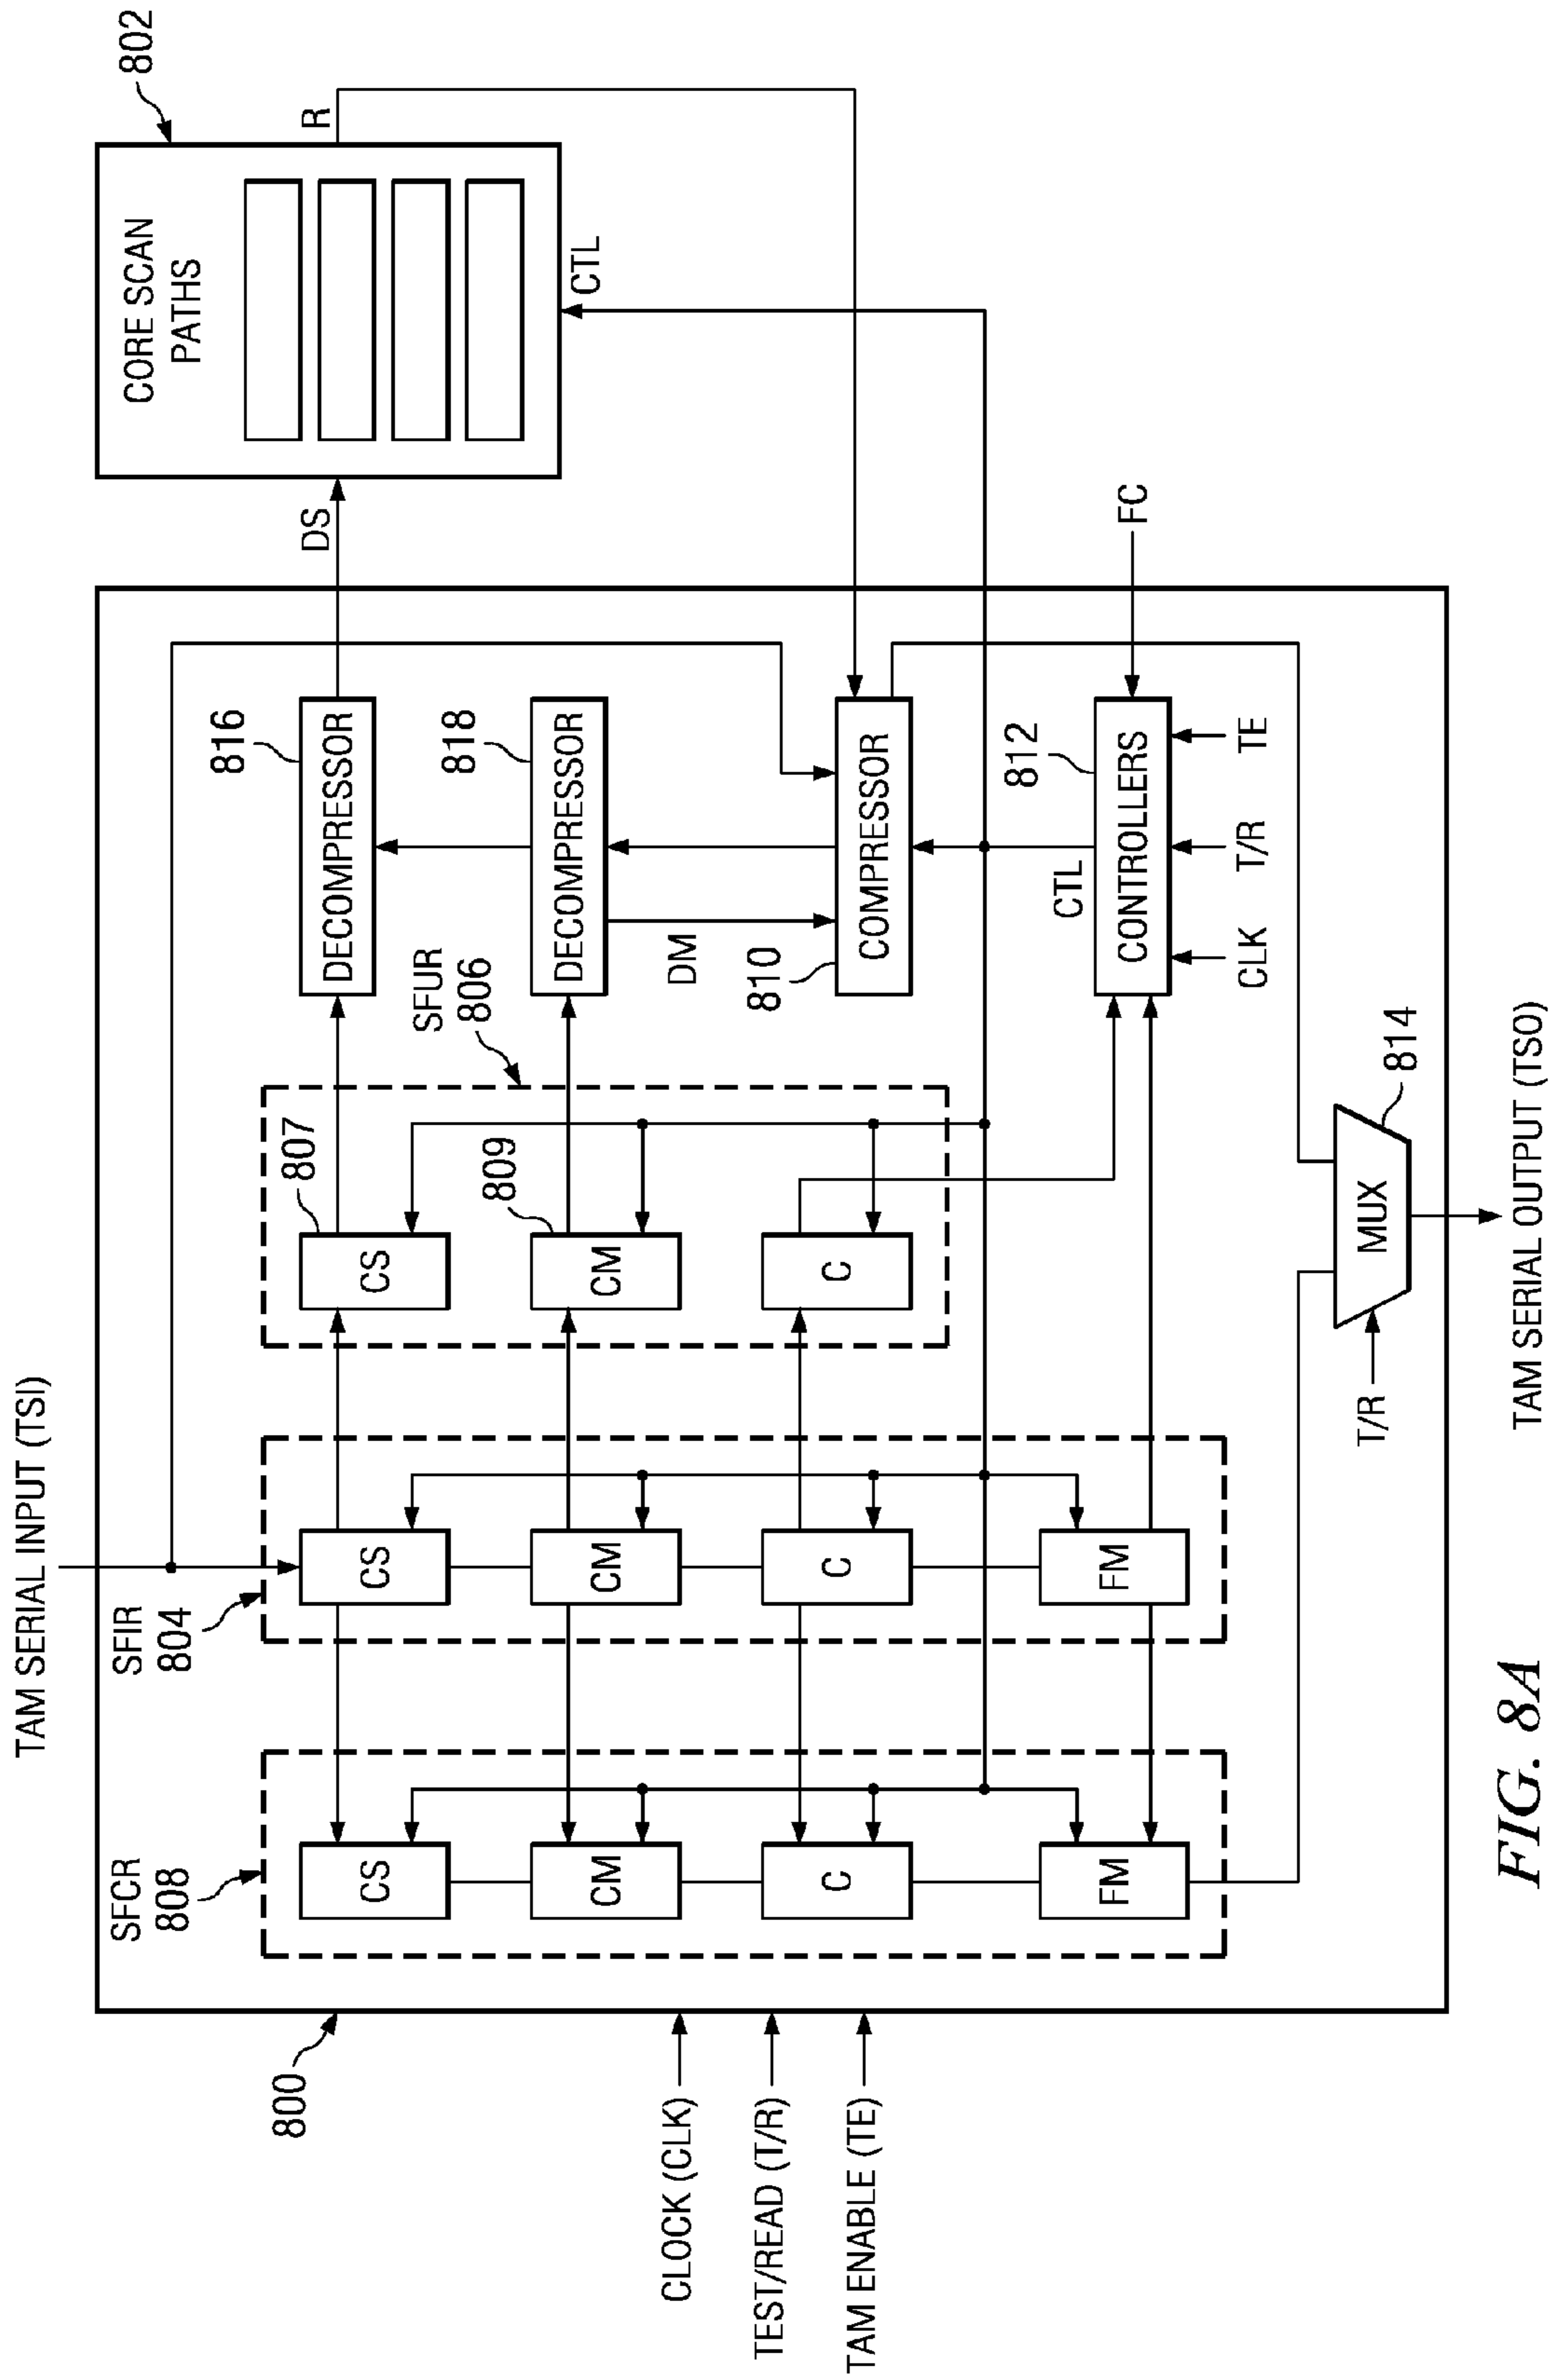 TAM SERIAL INPUT (TSI)
802
CORE SCAN
PATHS
R
DS
CTL
SFCR
808
SFIR
804
SFUR
806
807
809
816
818
800
CS
CS
CS
DECOMPRESSOR
CM
CM
CM
DECOMPRESSOR
DM
810
C
C
C
COMPRESSOR
CTL
812
FM
FM
CONTROLLERS
FC
CLK
T/R
TE
CLOCK (CLK)
TEST/READ (T/R)
TAM ENABLE (TE)
T/R
MUX
814
TAM SERIAL OUTPUT (TSO)
FIG. 8A